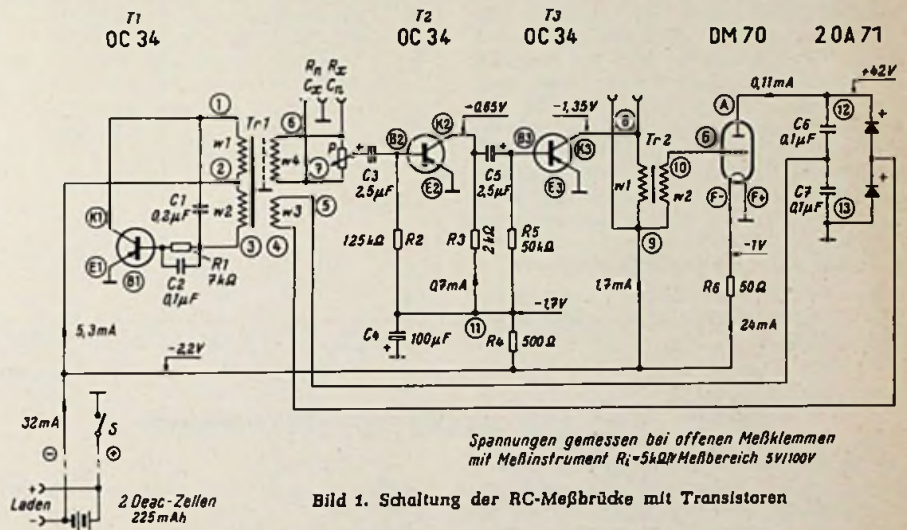 T1 T2 T3
OC 34 OC 34 OC 34 DM 70 2 OA 71
Rn Rx
Cx Cn
-0,65V
-1,35V
0,11mA
+42V
1
Tr1
6
w1
w4
P
7
2
w2
w3
5
3
4
C1
0,2µF
K1
E1
B1
R1
7kΩ
C2
0,1µF
C3
2,5µF
B2
K2
E2
C5
2,5µF
B3
K3
E3
8
Tr2
w1
w2
10
9
G
A
F-
F+
C6
0,1µF
12
C7
0,1µF
13
125kΩ R2
R3
2kΩ
R5
50kΩ
0,7mA
1,7mA
-1V
R6 50Ω
24mA
-1,7V
C4 100µF
11
R4 500Ω
5,3mA
-2,2V
32mA
S
+
Laden
-
2 Deac-Zellen
225mAh
Spannungen gemessen bei offenen Meßklemmen
mit Meßinstrument Ri=5kΩ/V Meßbereich 5V/100V
Bild 1. Schaltung der RC-Meßbrücke mit Transistoren